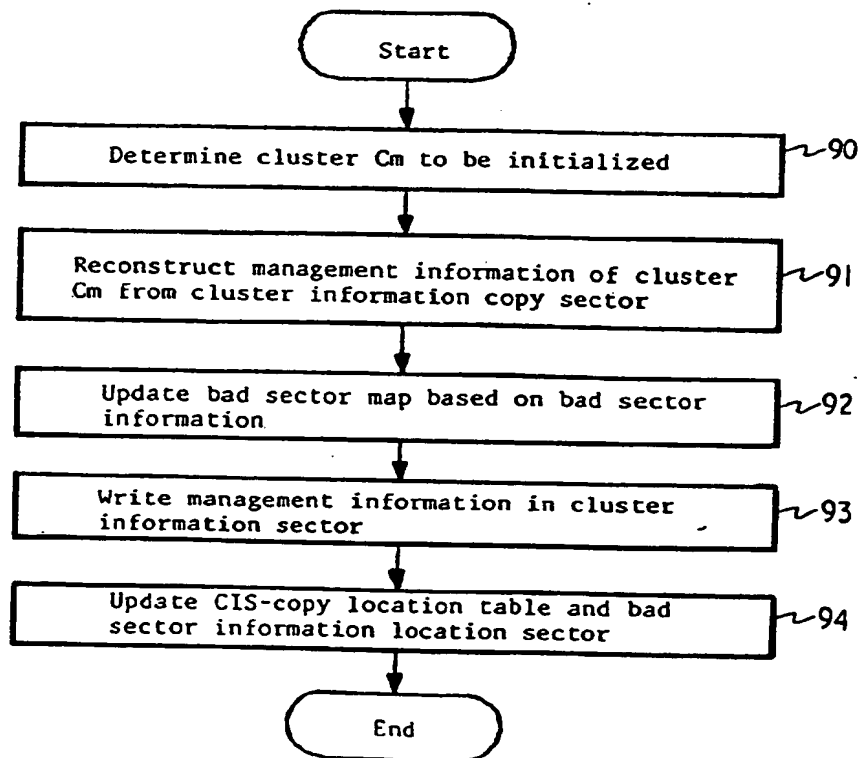 Start
Determine cluster Cm to be initialized
90
Reconstruct management information of cluster
Cm from cluster information copy sector
91
Update bad sector map based on bad sector
information
92
Write management information in cluster
information sector
93
Update CIS-copy location table and bad
sector information location sector
94
End